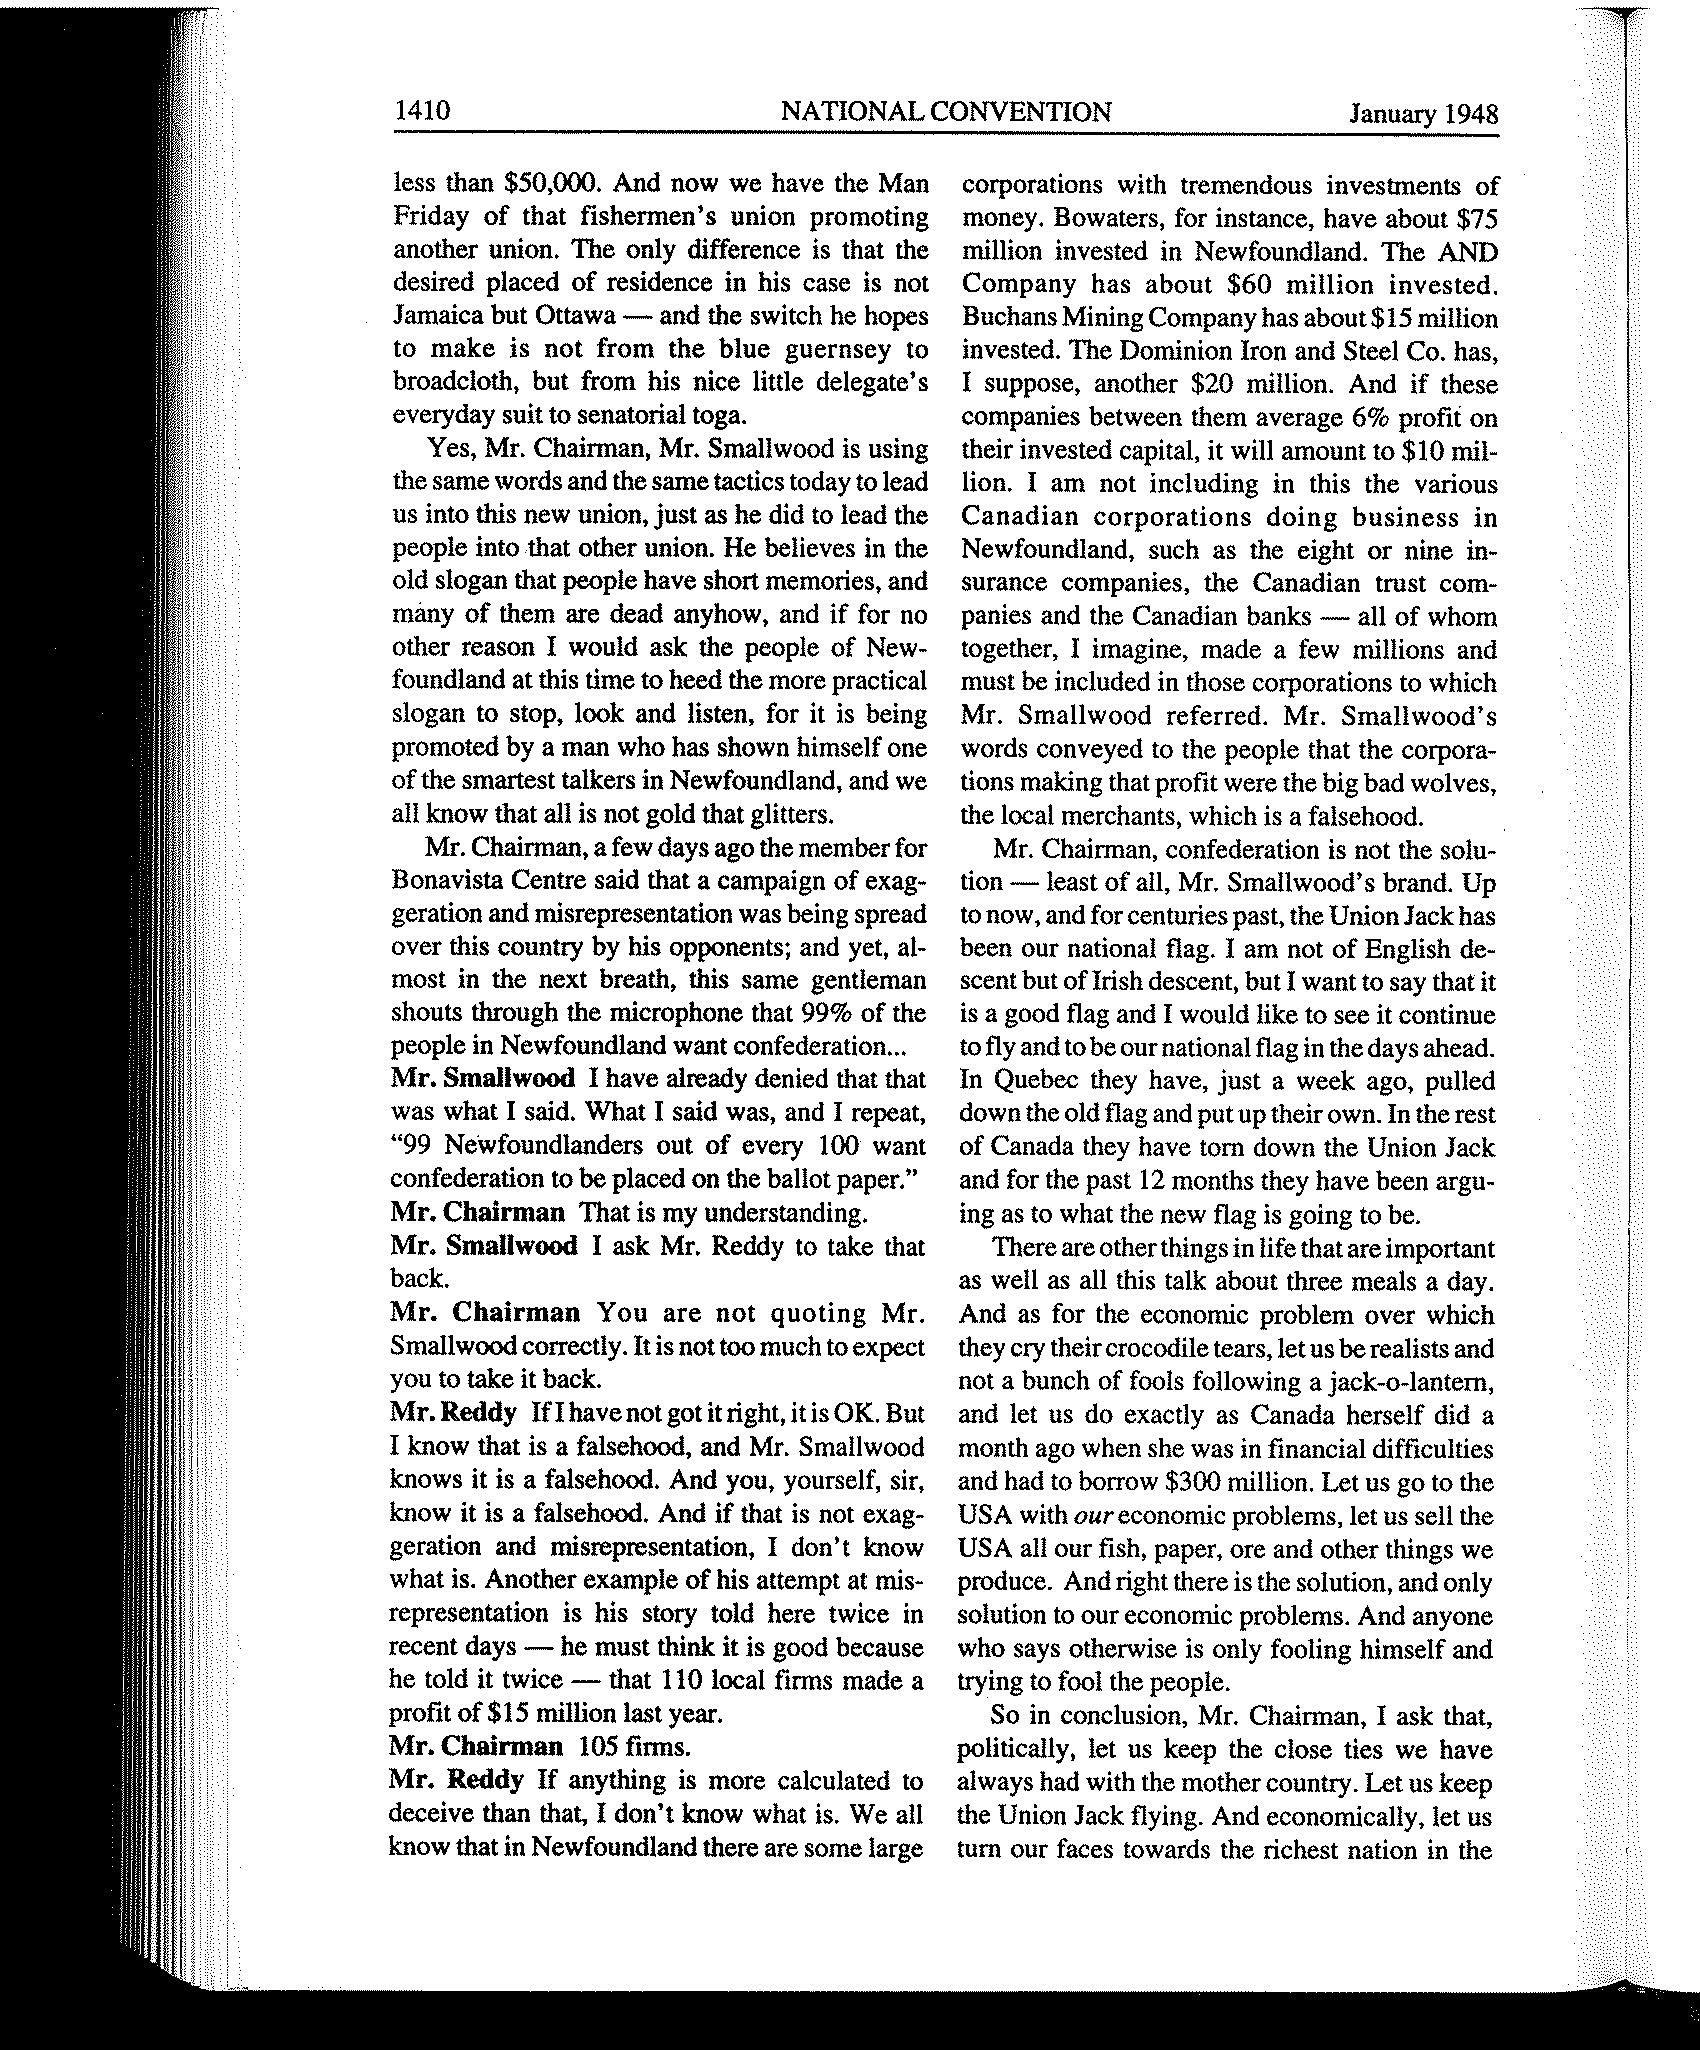 1410 NATIONAL CONVENTION January 1948
less than $50,000. And now we have the Man
Friday of that fishermen's union promoting
another union. The only difference is that the
desired placed of residence in his case is not
Jamaica but Ottawa — and the switch he hopes
to make is not from the blue guernsey to
broadcloth, but from his nice little delegate's
everyday suit to senatorial toga.
Yes, Mr. Chairman, Mr. Smallwood is using
the same words and the same tactics today to lead
us into this new union, just as he did to lead the
people into that other union. He believes in the
old slogan that people have short memories, and
many of them are dead anyhow, and if for no
other reason I would ask the people of New-
foundland at this time to heed the more practical
slogan to stop, look and listen, for it is being
promoted by a man who has shown himself one
of the smartest talkers in Newfoundland, and we
all know that all is not gold that glitters.
Mr. Chairman, a few days ago the member for
Bonavista Centre said that a campaign of exag-
geration and misrepresentation was being spread
over this country by his opponents; and yet, al-
most in the next breath, this same gentleman
shouts through the microphone that 99% of the
people in Newfoundland want confederation...
Mr. Smallwood I have already denied that that
was what I said. What I said was, and I repeat,
"99 Newfoundlanders out of every 100 want
confederation to be placed on the ballot paper."
Mr. Chairman That is my understanding.
Mr. Smallwood I ask Mr. Reddy to take that
back.
Mr. Chairman You are not quoting Mr.
Smallwood correctly. It is not too much to expect
you to take it back.
Mr. Reddy If I have not got it right, it is OK. But
I know that is a falsehood, and Mr. Smallwood
knows it is a falsehood. And you, yourself, sir,
know it is a falsehood. And if that is not exag-
geration and misrepresentation, I don't know
what is. Another example of his attempt at mis-
representation is his story told here twice in
recent days — he must think it is good because
he told it twice — that 110 local firms made a
profit of $15 million last year.
Mr. Chairman 105 firms.
Mr. Reddy If anything is more calculated to
deceive than that, I don't know what is. We all
know that in Newfoundland there are some large
corporations with tremendous investments of
money. Bowaters, for instance, have about $75
million invested in Newfoundland. The AND
Company has about $60 million invested.
Buchans Mining Company has about $15 million
invested. The Dominion Iron and Steel Co. has,
I suppose, another $20 million. And if these
companies between them average 6% profit on
their invested capital, it will amount to $10 mil-
lion. I am not including in this the various
Canadian corporations doing business in
Newfoundland, such as the eight or nine in-
surance companies, the Canadian trust com-
panies and the Canadian banks — all of whom
together, I imagine, made a few millions and
must be included in those corporations to which
Mr. Smallwood referred. Mr. Smallwood's
words conveyed to the people that the corpora-
tions making that profit were the big bad wolves,
the local merchants, which is a falsehood.
Mr. Chairman, confederation is not the solu-
tion — least of all, Mr. Smallwood's brand. Up
to now, and for centuries past, the Union Jack has
been our national flag. I am not of English de-
scent but of Irish descent, but I want to say that it
is a good flag and I would like to see it continue
to fly and to be our national flag in the days ahead.
In Quebec they have, just a week ago, pulled
down the old flag and put up their own. In the rest
of Canada they have torn down the Union Jack
and for the past 12 months they have been argu-
ing as to what the new flag is going to be.
There are other things in life that are important
as well as all this talk about three meals a day.
And as for the economic problem over which
they cry their crocodile tears, let us be realists and
not a bunch of fools following a jack-o-lantern,
and let us do exactly as Canada herself did a
month ago when she was in financial difficulties
and had to borrow $300 million. Let us go to the
USA with our economic problems, let us sell the
USA all our fish, paper, ore and other things we
produce. And right there is the solution, and only
solution to our economic problems. And anyone
who says otherwise is only fooling himself and
trying to fool the people.
So in conclusion, Mr. Chairman, I ask that,
politically, let us keep the close ties we have
always had with the mother country. Let us keep
the Union Jack flying. And economically, let us
turn our faces towards the richest nation in the